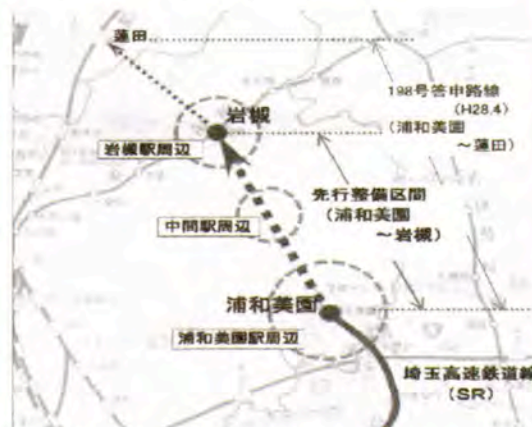 蓮田
198号答申路線
(H28.4)
(浦和美園
～蓮田)
岩槻
岩槻駅周辺
先行整備区間
(浦和美園
～岩槻)
中間駅周辺
浦和美園
浦和美園駅周辺
埼玉高速鉄道線
(SR)